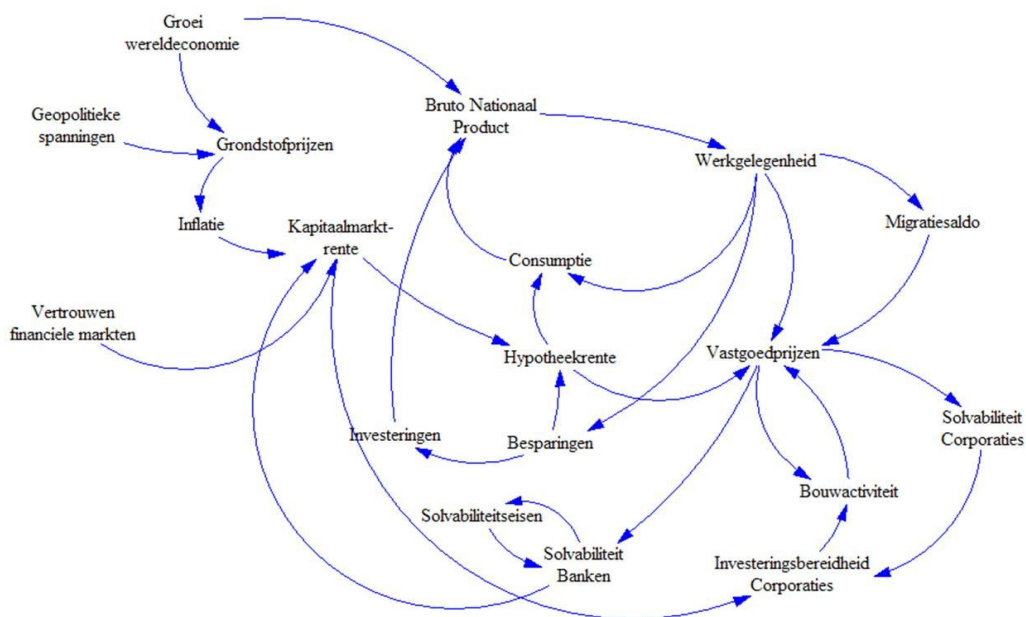 Groei
wereldeconomie
Geopolitieke
spanningen
Grondstofprijzen
Bruto Nationaal
Product
Werkgelegenheid
Inflatie
Kapitaalmarkt-
rente
Migratiesaldo
Consumptie
Vertrouwen
financiele markten
Hypotheekrente
Vastgoedprijzen
Investeringen
Besparingen
Solvabiliteit
Corporaties
Bouwactiviteit
Solvabiliteitseisen
Solvabiliteit
Banken
Investeringsbereidheid
Corporaties